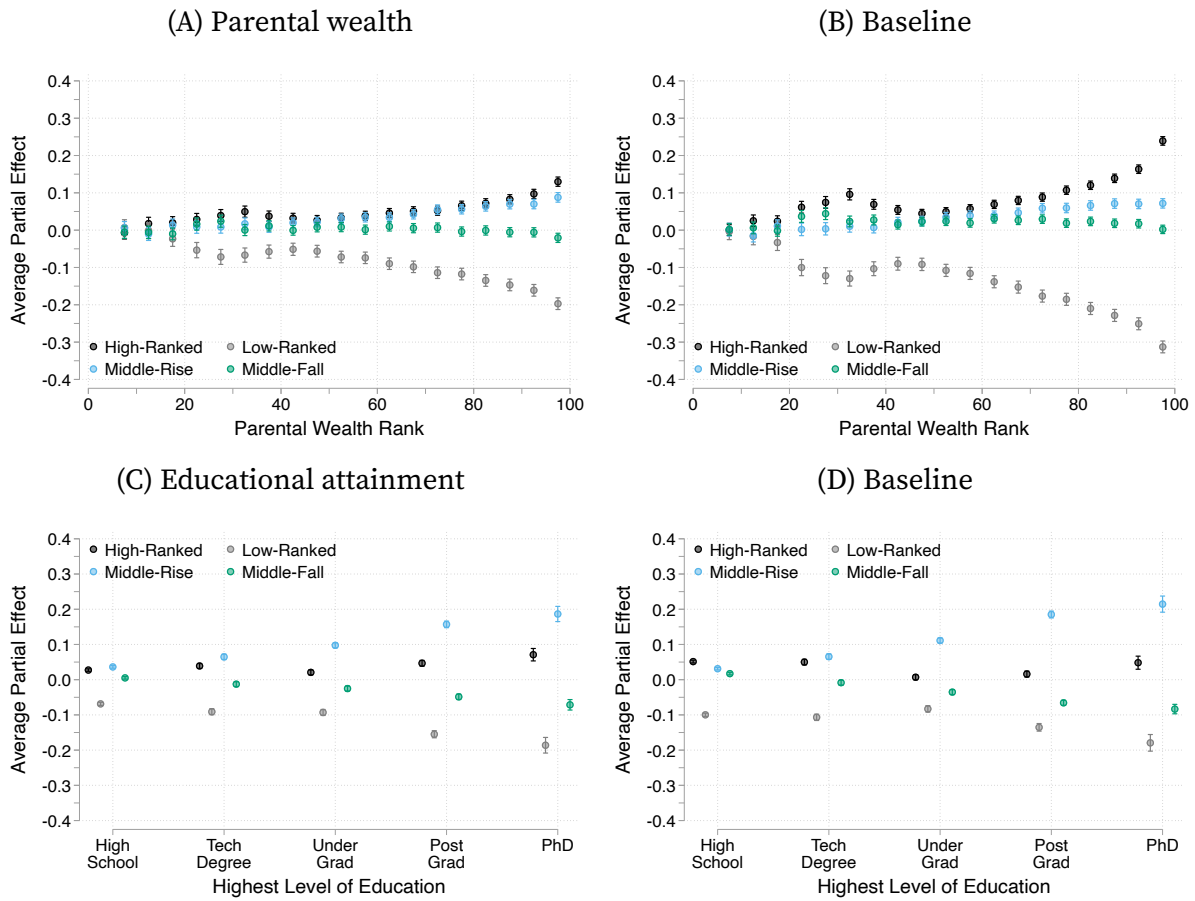 (A) Parental wealth
Average Partial Effect
0.4
0.3
0.2
0.1
0.0
-0.1
-0.2
-0.3
-0.4
High-Ranked
Low-Ranked
Middle-Rise
Middle-Fall
0 20 40 60 80 100
Parental Wealth Rank
(B) Baseline
Average Partial Effect
0.4
0.3
0.2
0.1
0.0
-0.1
-0.2
-0.3
-0.4
High-Ranked
Low-Ranked
Middle-Rise
Middle-Fall
0 20 40 60 80 100
Parental Wealth Rank
(C) Educational attainment
Average Partial Effect
0.4
0.3
0.2
0.1
0.0
-0.1
-0.2
-0.3
-0.4
High-Ranked
Low-Ranked
Middle-Rise
Middle-Fall
High Tech Under Post PhD
School Degree Grad Grad
Highest Level of Education
(D) Baseline
Average Partial Effect
0.4
0.3
0.2
0.1
0.0
-0.1
-0.2
-0.3
-0.4
High-Ranked
Low-Ranked
Middle-Rise
Middle-Fall
High Tech Under Post PhD
School Degree Grad Grad
Highest Level of Education